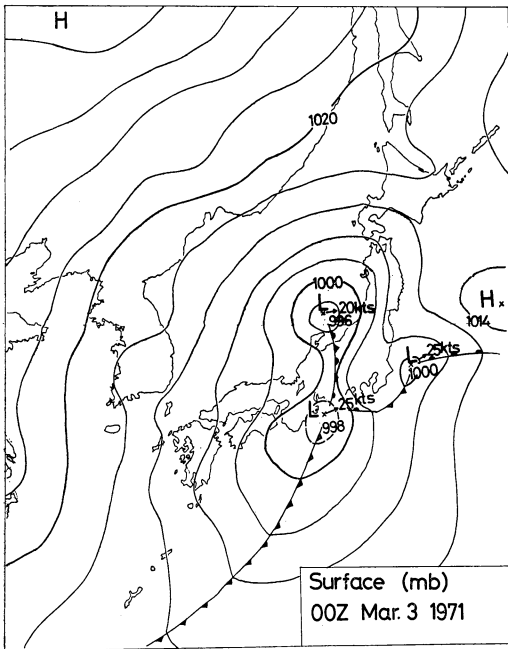 H
1020
1000
L 20kts
996
H
1014
L 25kts
1000
L 25kts
998
Surface (mb)
00Z Mar. 3 1971